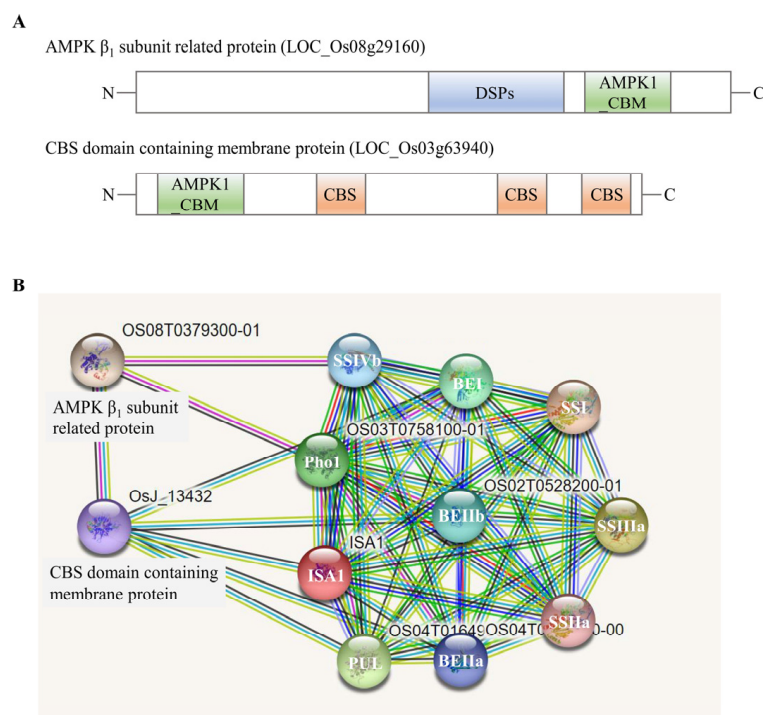 A
AMPK β1 subunit related protein (LOC_Os08g29160)
N
DSPs
AMPK1
_CBM
C
CBS domain containing membrane protein (LOC_Os03g63940)
N
AMPK1
_CBM
CBS
CBS
CBS
C
B
OS08T0379300-01
SSIVb
BEI
SSI
AMPK β1 subunit
related protein
OS03T0758100-01
Pho1
OsJ_13432
OS02T0528200-01
BEIIb
SSIIIa
CBS domain containing
membrane protein
ISA1
ISA1
SSIIa
OS04T01649
PUL
BEIIa